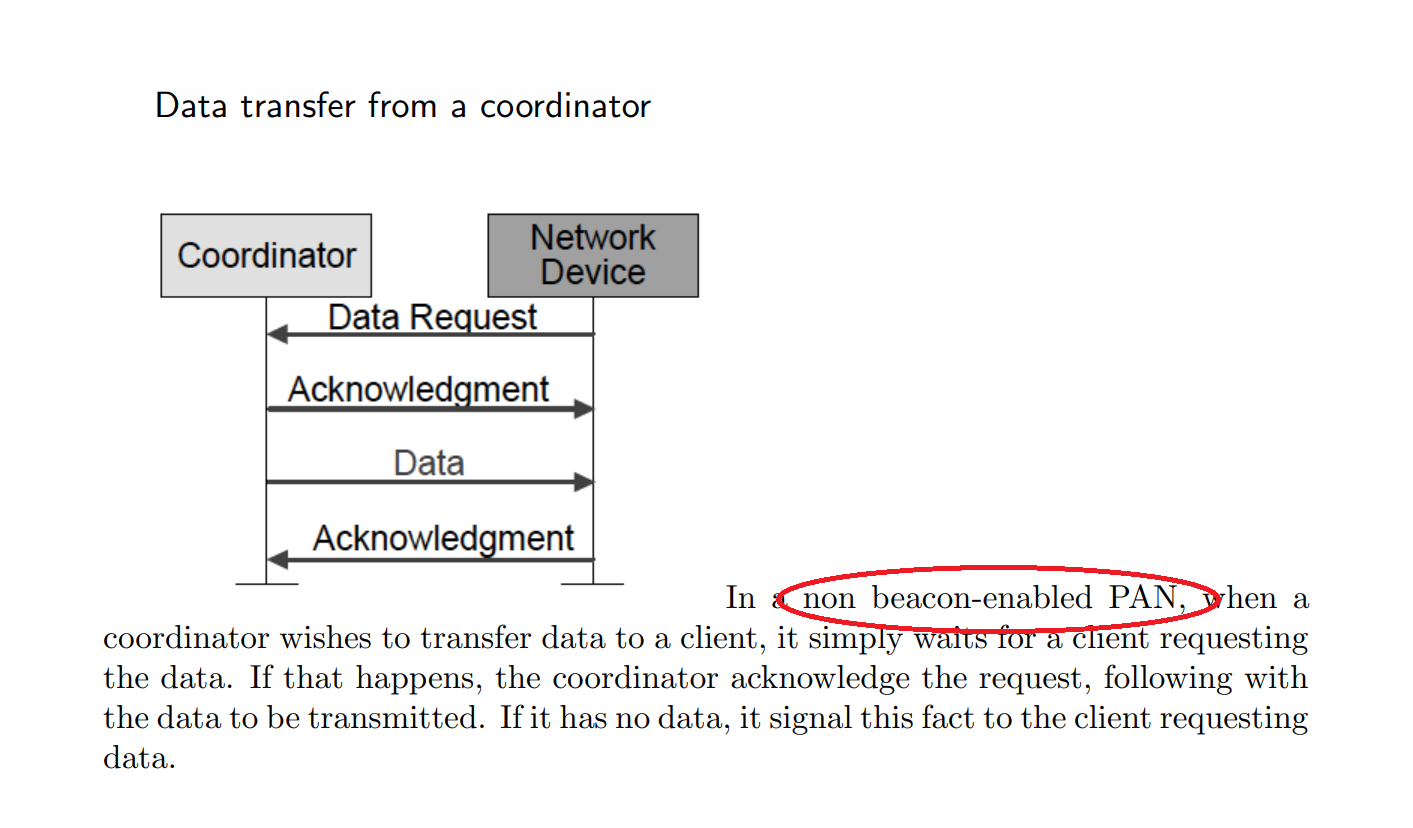 Data transfer from a coordinator
Coordinator
Network
Device
Data Request
Acknowledgment
Data
Acknowledgment
In a non beacon-enabled PAN, when a
coordinator wishes to transfer data to a client, it simply waits for a client requesting
the data. If that happens, the coordinator acknowledge the request, following with
the data to be transmitted. If it has no data, it signal this fact to the client requesting
data.